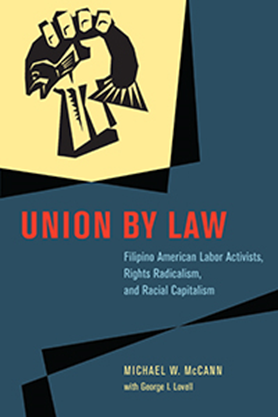 UNION BY LAW
Filipino American Labor Activists,
Rights Radicalism,
and Racial Capitalism
MICHAEL W. McCANN
with George I. Lovell